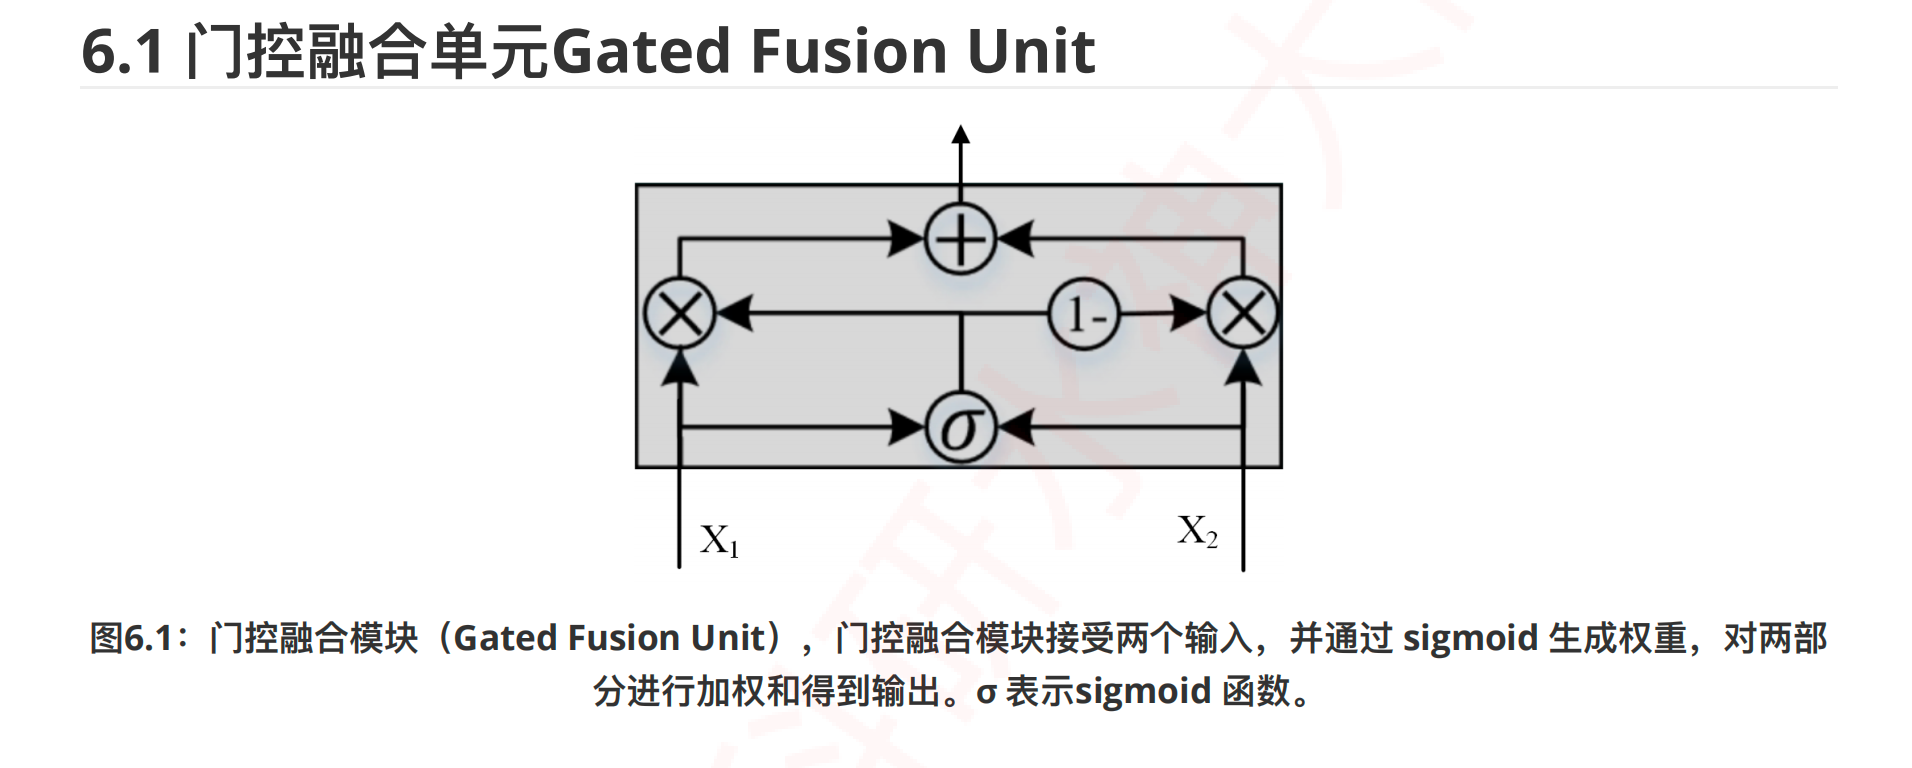 6.1 门控融合单元Gated Fusion Unit
1-
σ
X₁
X₂
图6.1：门控融合模块（Gated Fusion Unit），门控融合模块接受两个输入，并通过 sigmoid 生成权重，对两部
分进行加权和得到输出。σ 表示sigmoid 函数。